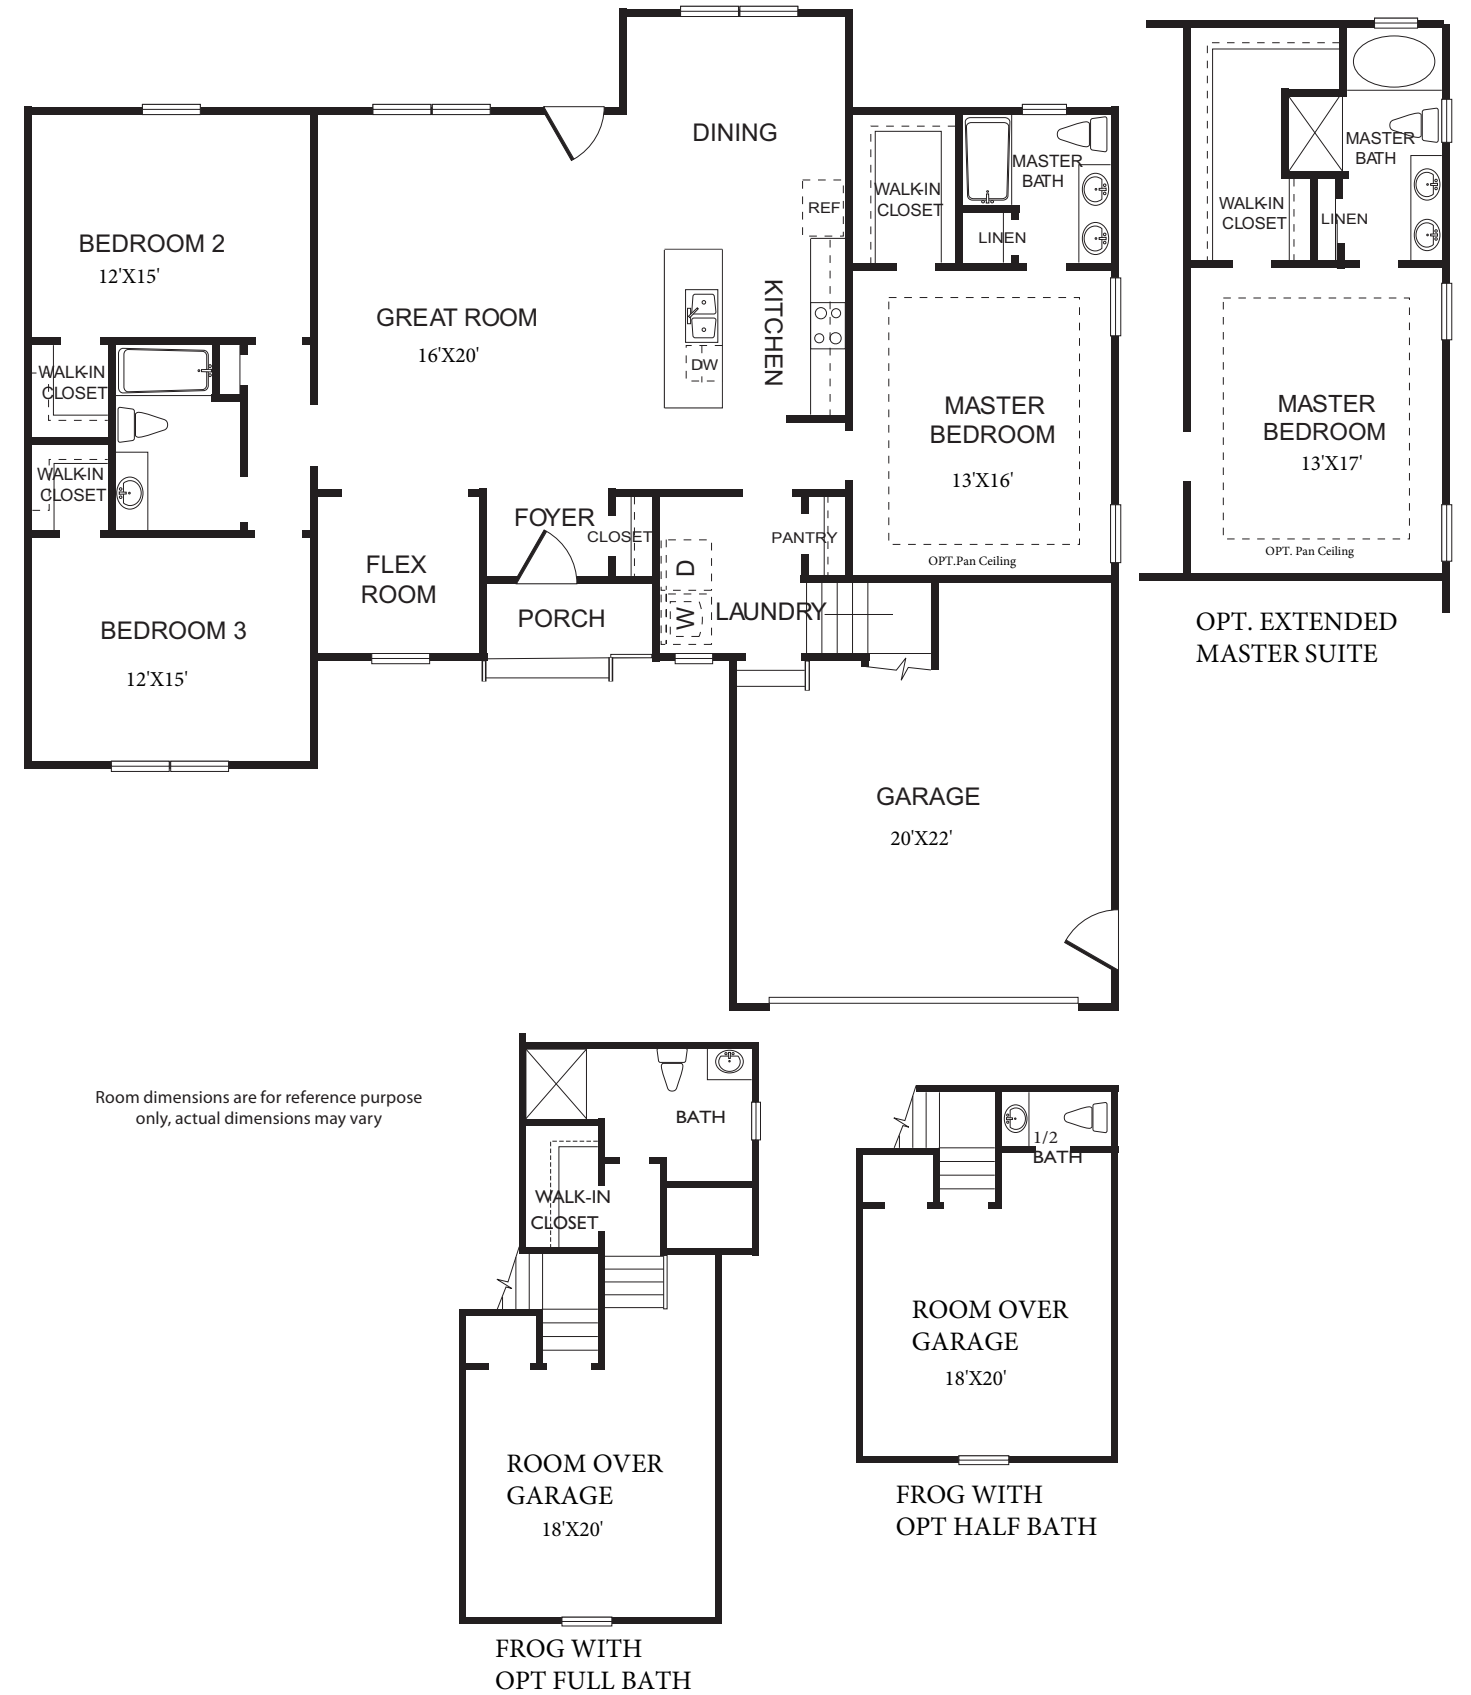 DINING
BEDROOM 2
12'X15'
GREAT ROOM
16'X20'
REF
KITCHEN
DW
WALK-IN
CLOSET
MASTER
BATH
LINEN
MASTER
BEDROOM
13'X16'
OPT.Pan Ceiling
WALK-IN
CLOSET
WALK-IN
CLOSET
BEDROOM 3
12'X15'
FLEX
ROOM
FOYER
CLOSET
PORCH
D
W
LAUNDRY
PANTRY
GARAGE
20'X22'
MASTER
BATH
WALK-IN
CLOSET
LINEN
MASTER
BEDROOM
13'X17'
OPT. Pan Ceiling
OPT. EXTENDED
MASTER SUITE
Room dimensions are for reference purpose
only, actual dimensions may vary
BATH
WALK-IN
CLOSET
ROOM OVER
GARAGE
18'X20'
FROG WITH
OPT FULL BATH
1/2
BATH
ROOM OVER
GARAGE
18'X20'
FROG WITH
OPT HALF BATH